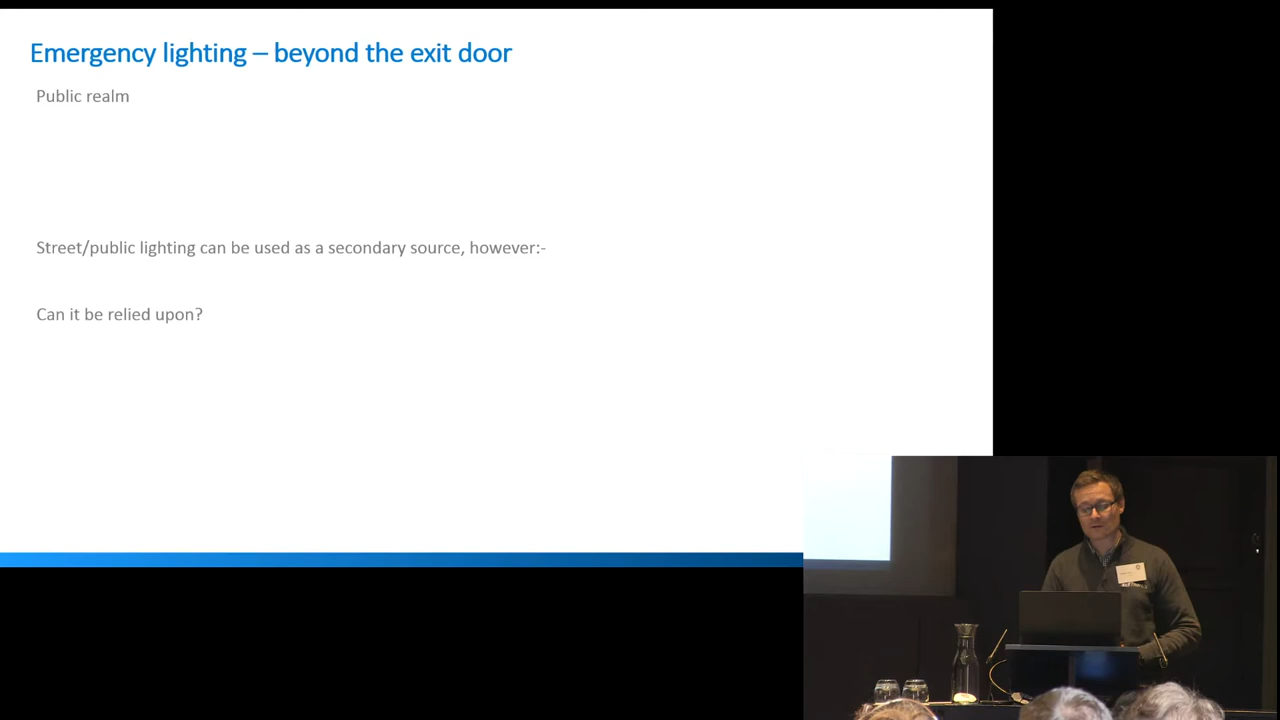 Emergency lighting – beyond the exit door
Public realm
Street/public lighting can be used as a secondary source, however:-
Can it be relied upon?